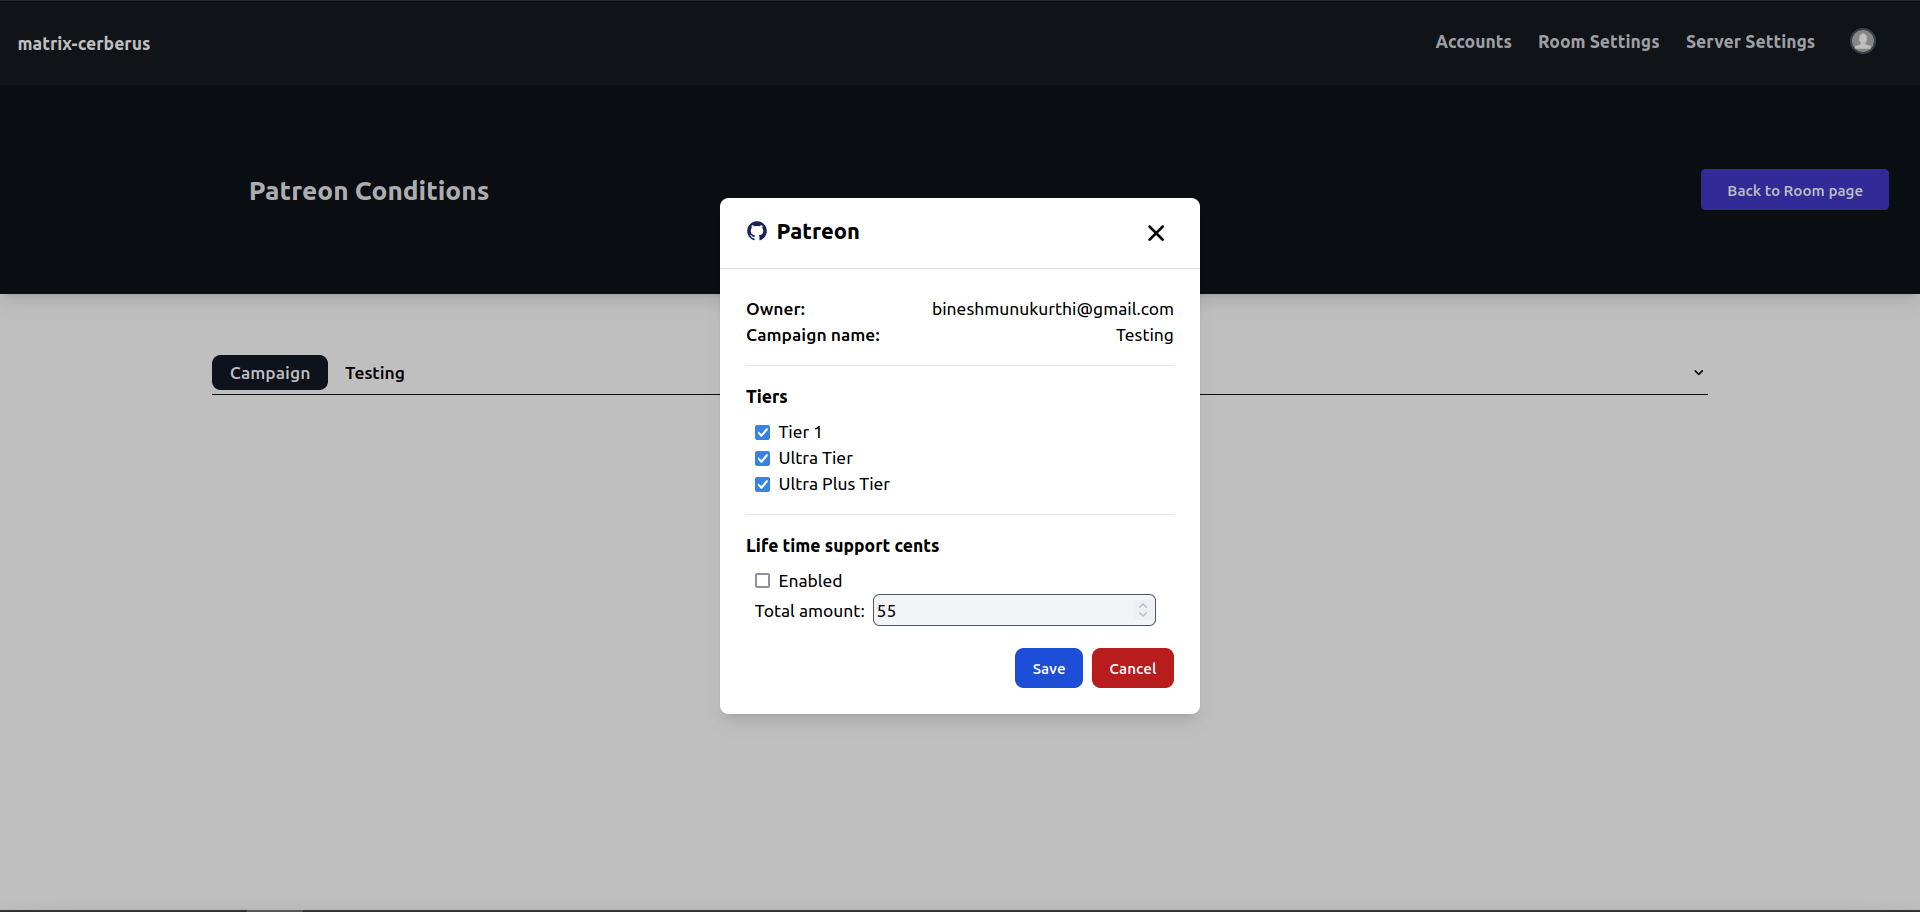 matrix-cerberus
Accounts Room Settings Server Settings
Patreon Conditions
Back to Room page
Patreon
Owner: bineshmunukurthi@gmail.com
Campaign name: Testing
Campaign Testing
Tiers
Tier 1
Ultra Tier
Ultra Plus Tier
Life time support cents
Enabled
Total amount: 55
Save Cancel